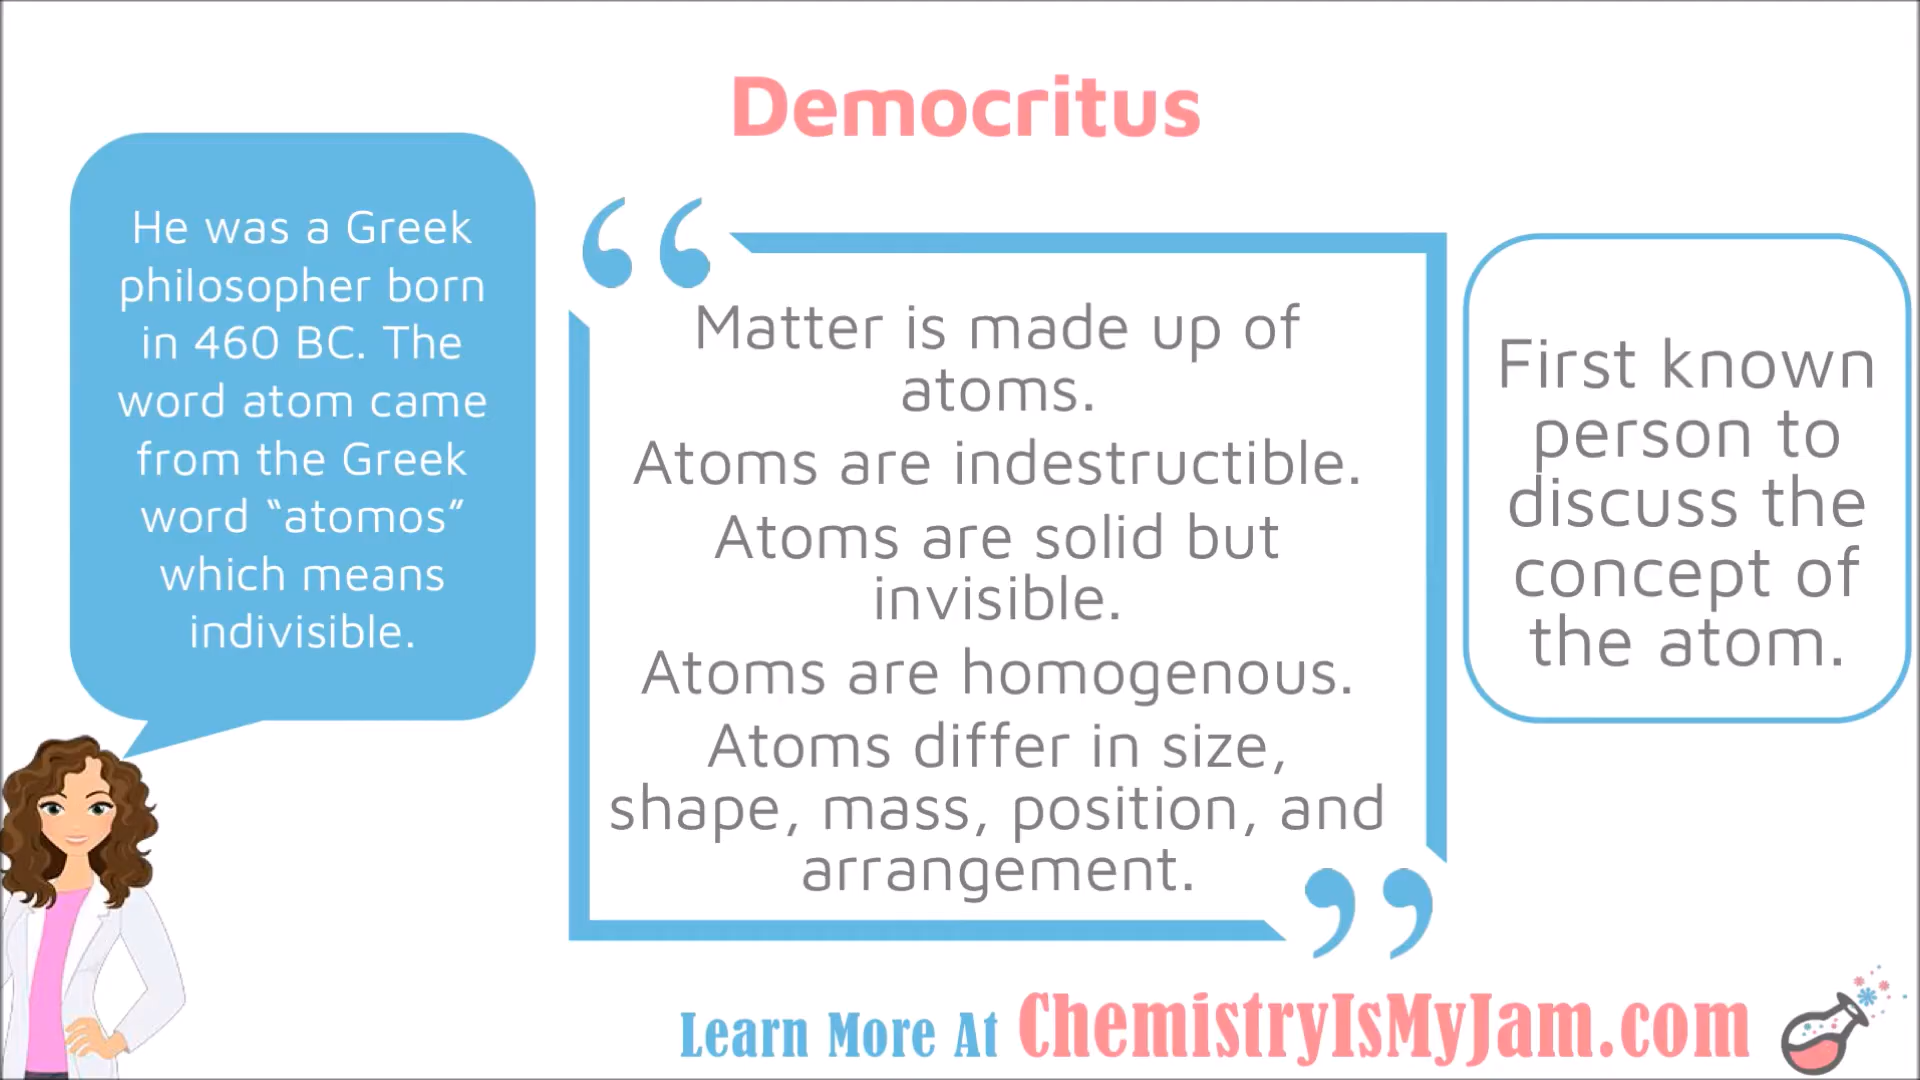 Democritus
He was a Greek
philosopher born
in 460 BC. The
word atom came
from the Greek
word “atomos”
which means
indivisible.
Matter is made up of
atoms.
Atoms are indestructible.
Atoms are solid but
invisible.
Atoms are homogenous.
Atoms differ in size,
shape, mass, position, and
arrangement.
First known
person to
discuss the
concept of
the atom.
Learn More At ChemistryIsMyJam.com